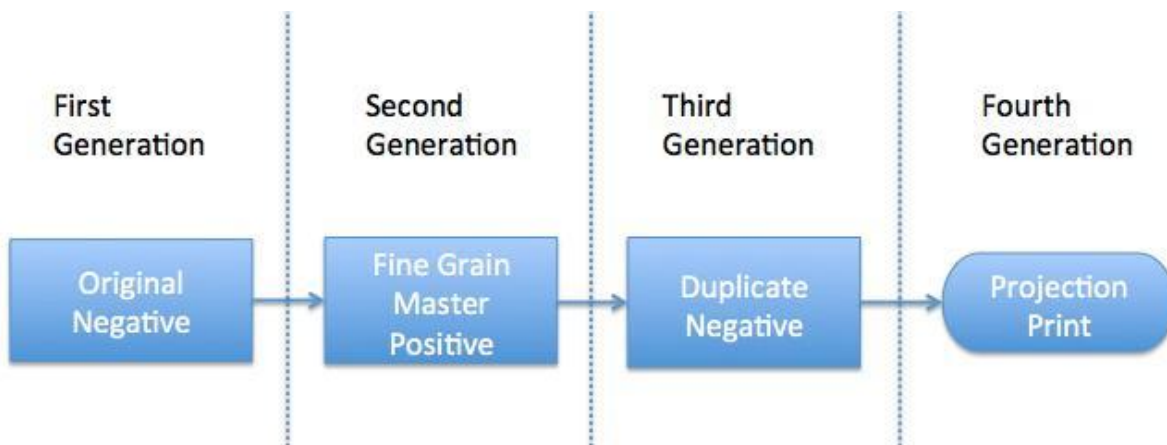 First
Generation
Second
Generation
Third
Generation
Fourth
Generation
Original
Negative
Fine Grain
Master
Positive
Duplicate
Negative
Projection
Print